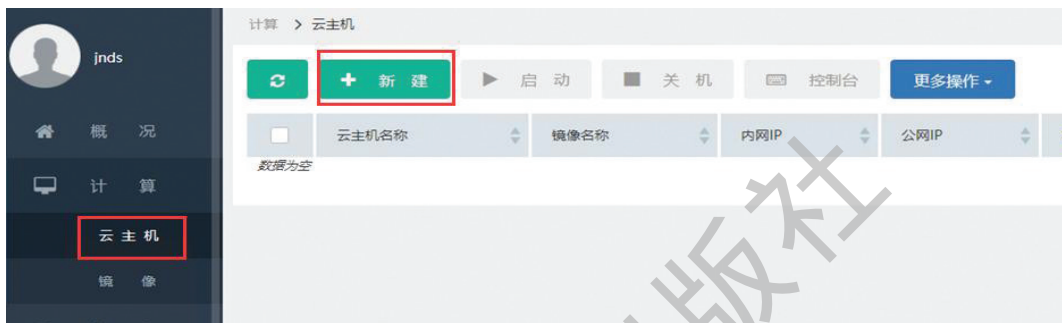 计算 > 云主机
jnds
新 建
启 动
关 机
控制台
更多操作
概 况
云主机名称
镜像名称
内网IP
公网IP
数据为空
计 算
云主机
镜 像
版社